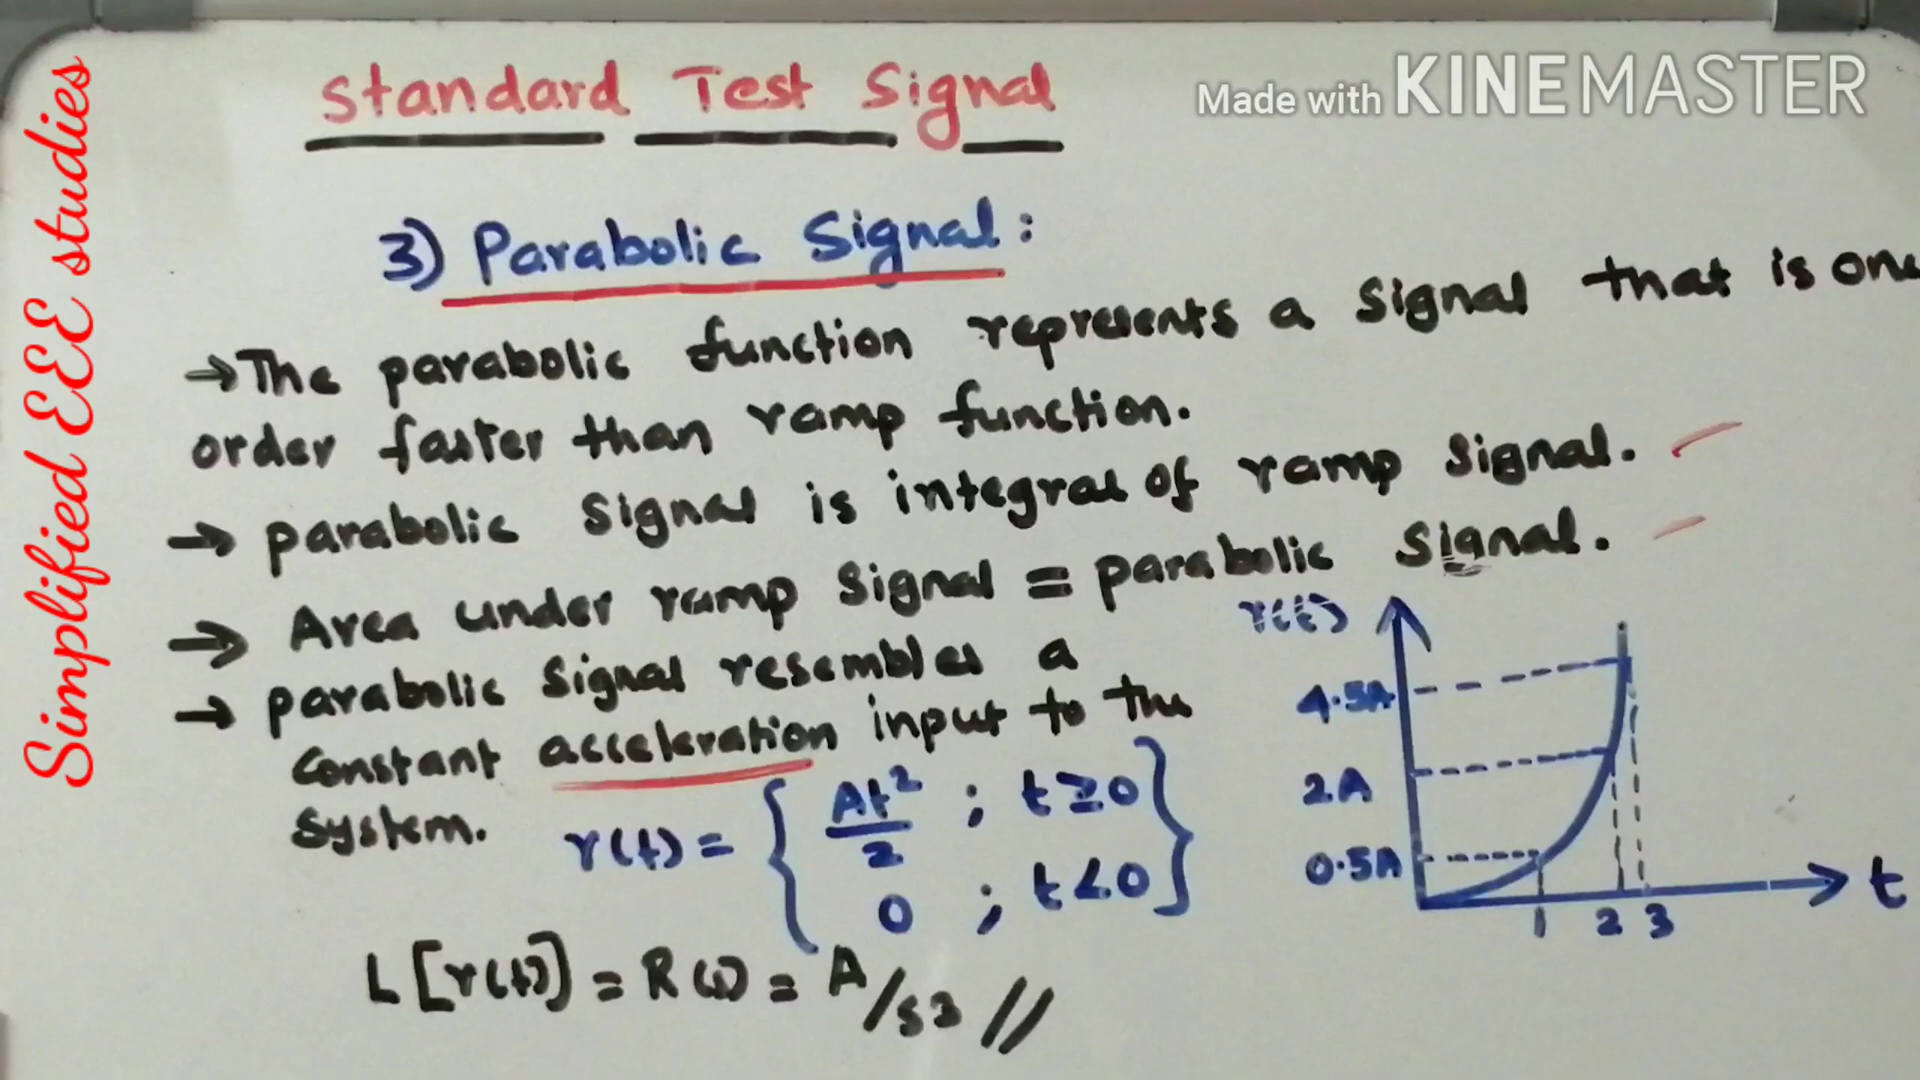 Standard Test Signal
Made with KINEMASTER
Simplified EEE studies
3) Parabolic Signal:
→The parabolic function represents a signal that is one
order faster than ramp function.
→ parabolic signal is integral of ramp signal.
→ Area under ramp signal = parabolic signal.
→ parabolic signal resembles a
constant acceleration input to the
system.
r(t) = { At²/2 ; t≥0
0 ; t<0 }
L[r(t)] = R(s) = A/s3 //
r(t)
4.5A
2A
0.5A
1 2 3 t